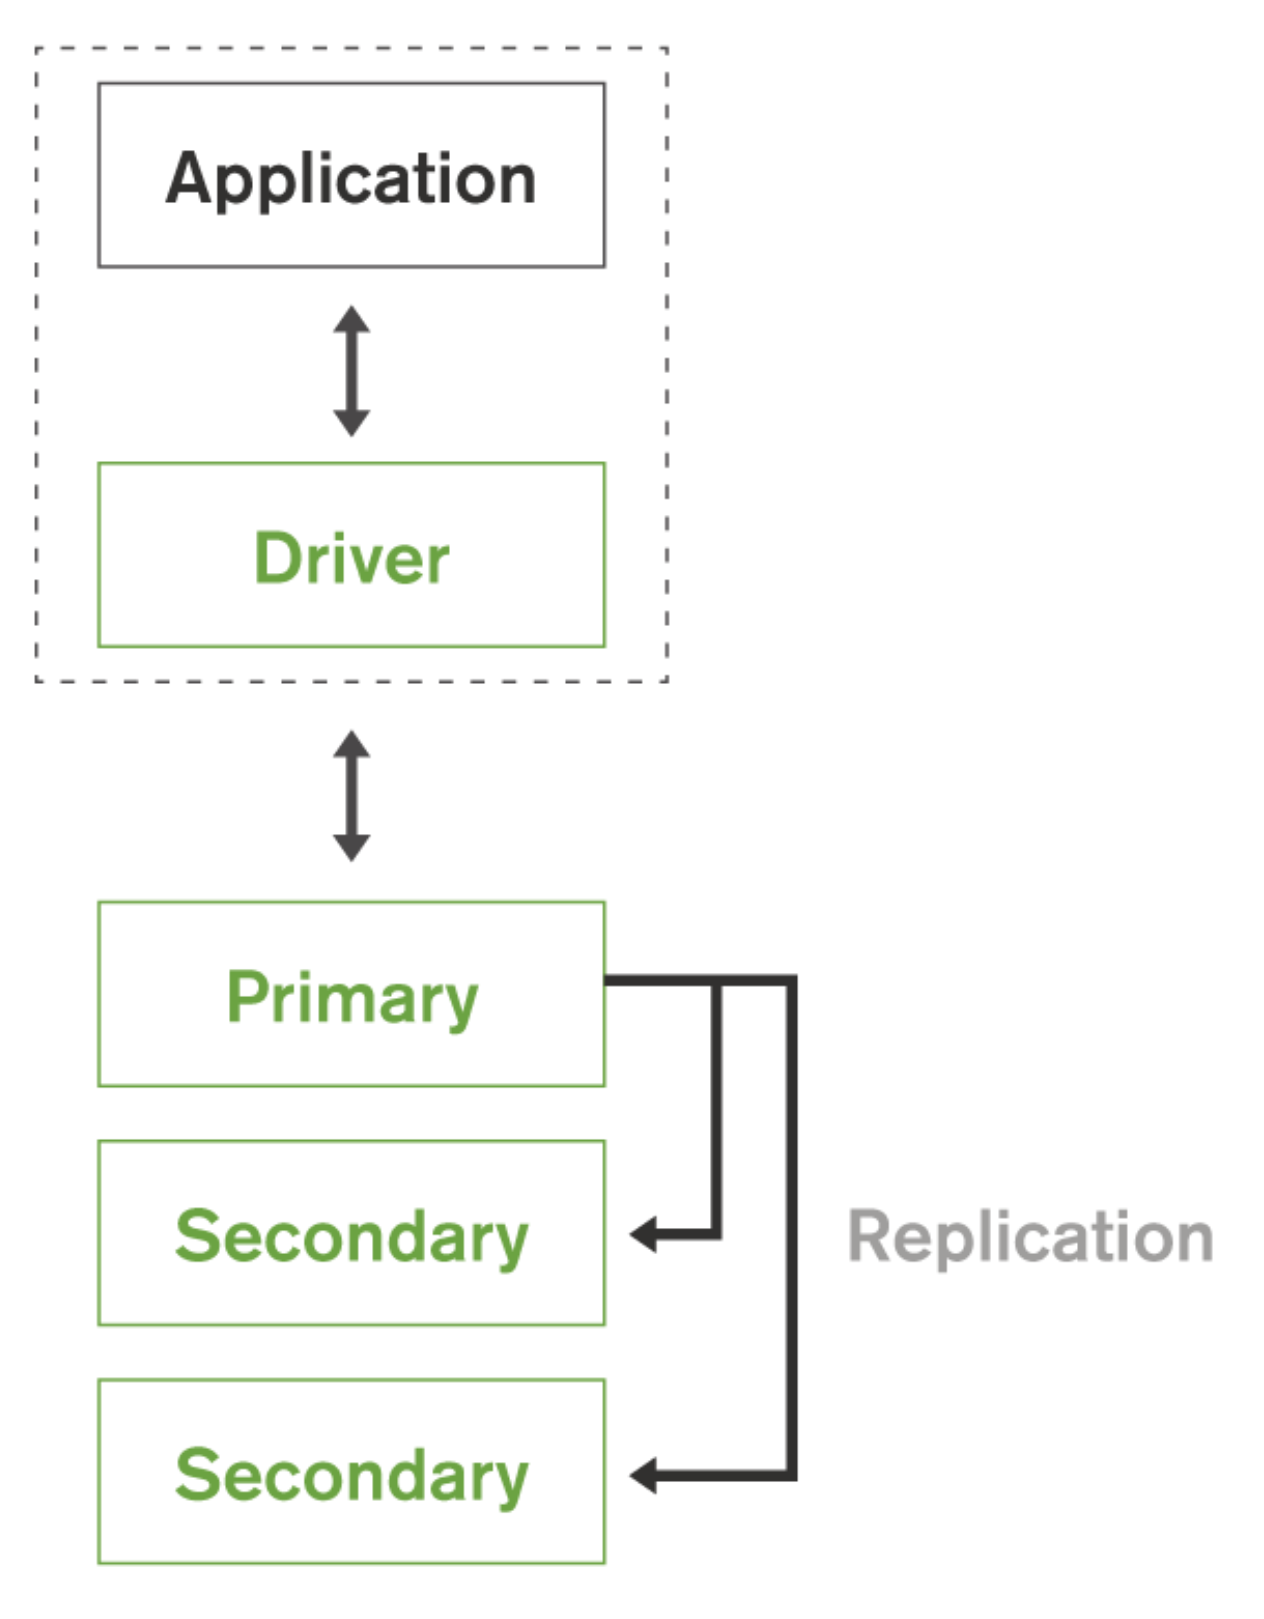 Application
Driver
Primary
Secondary
Replication
Secondary